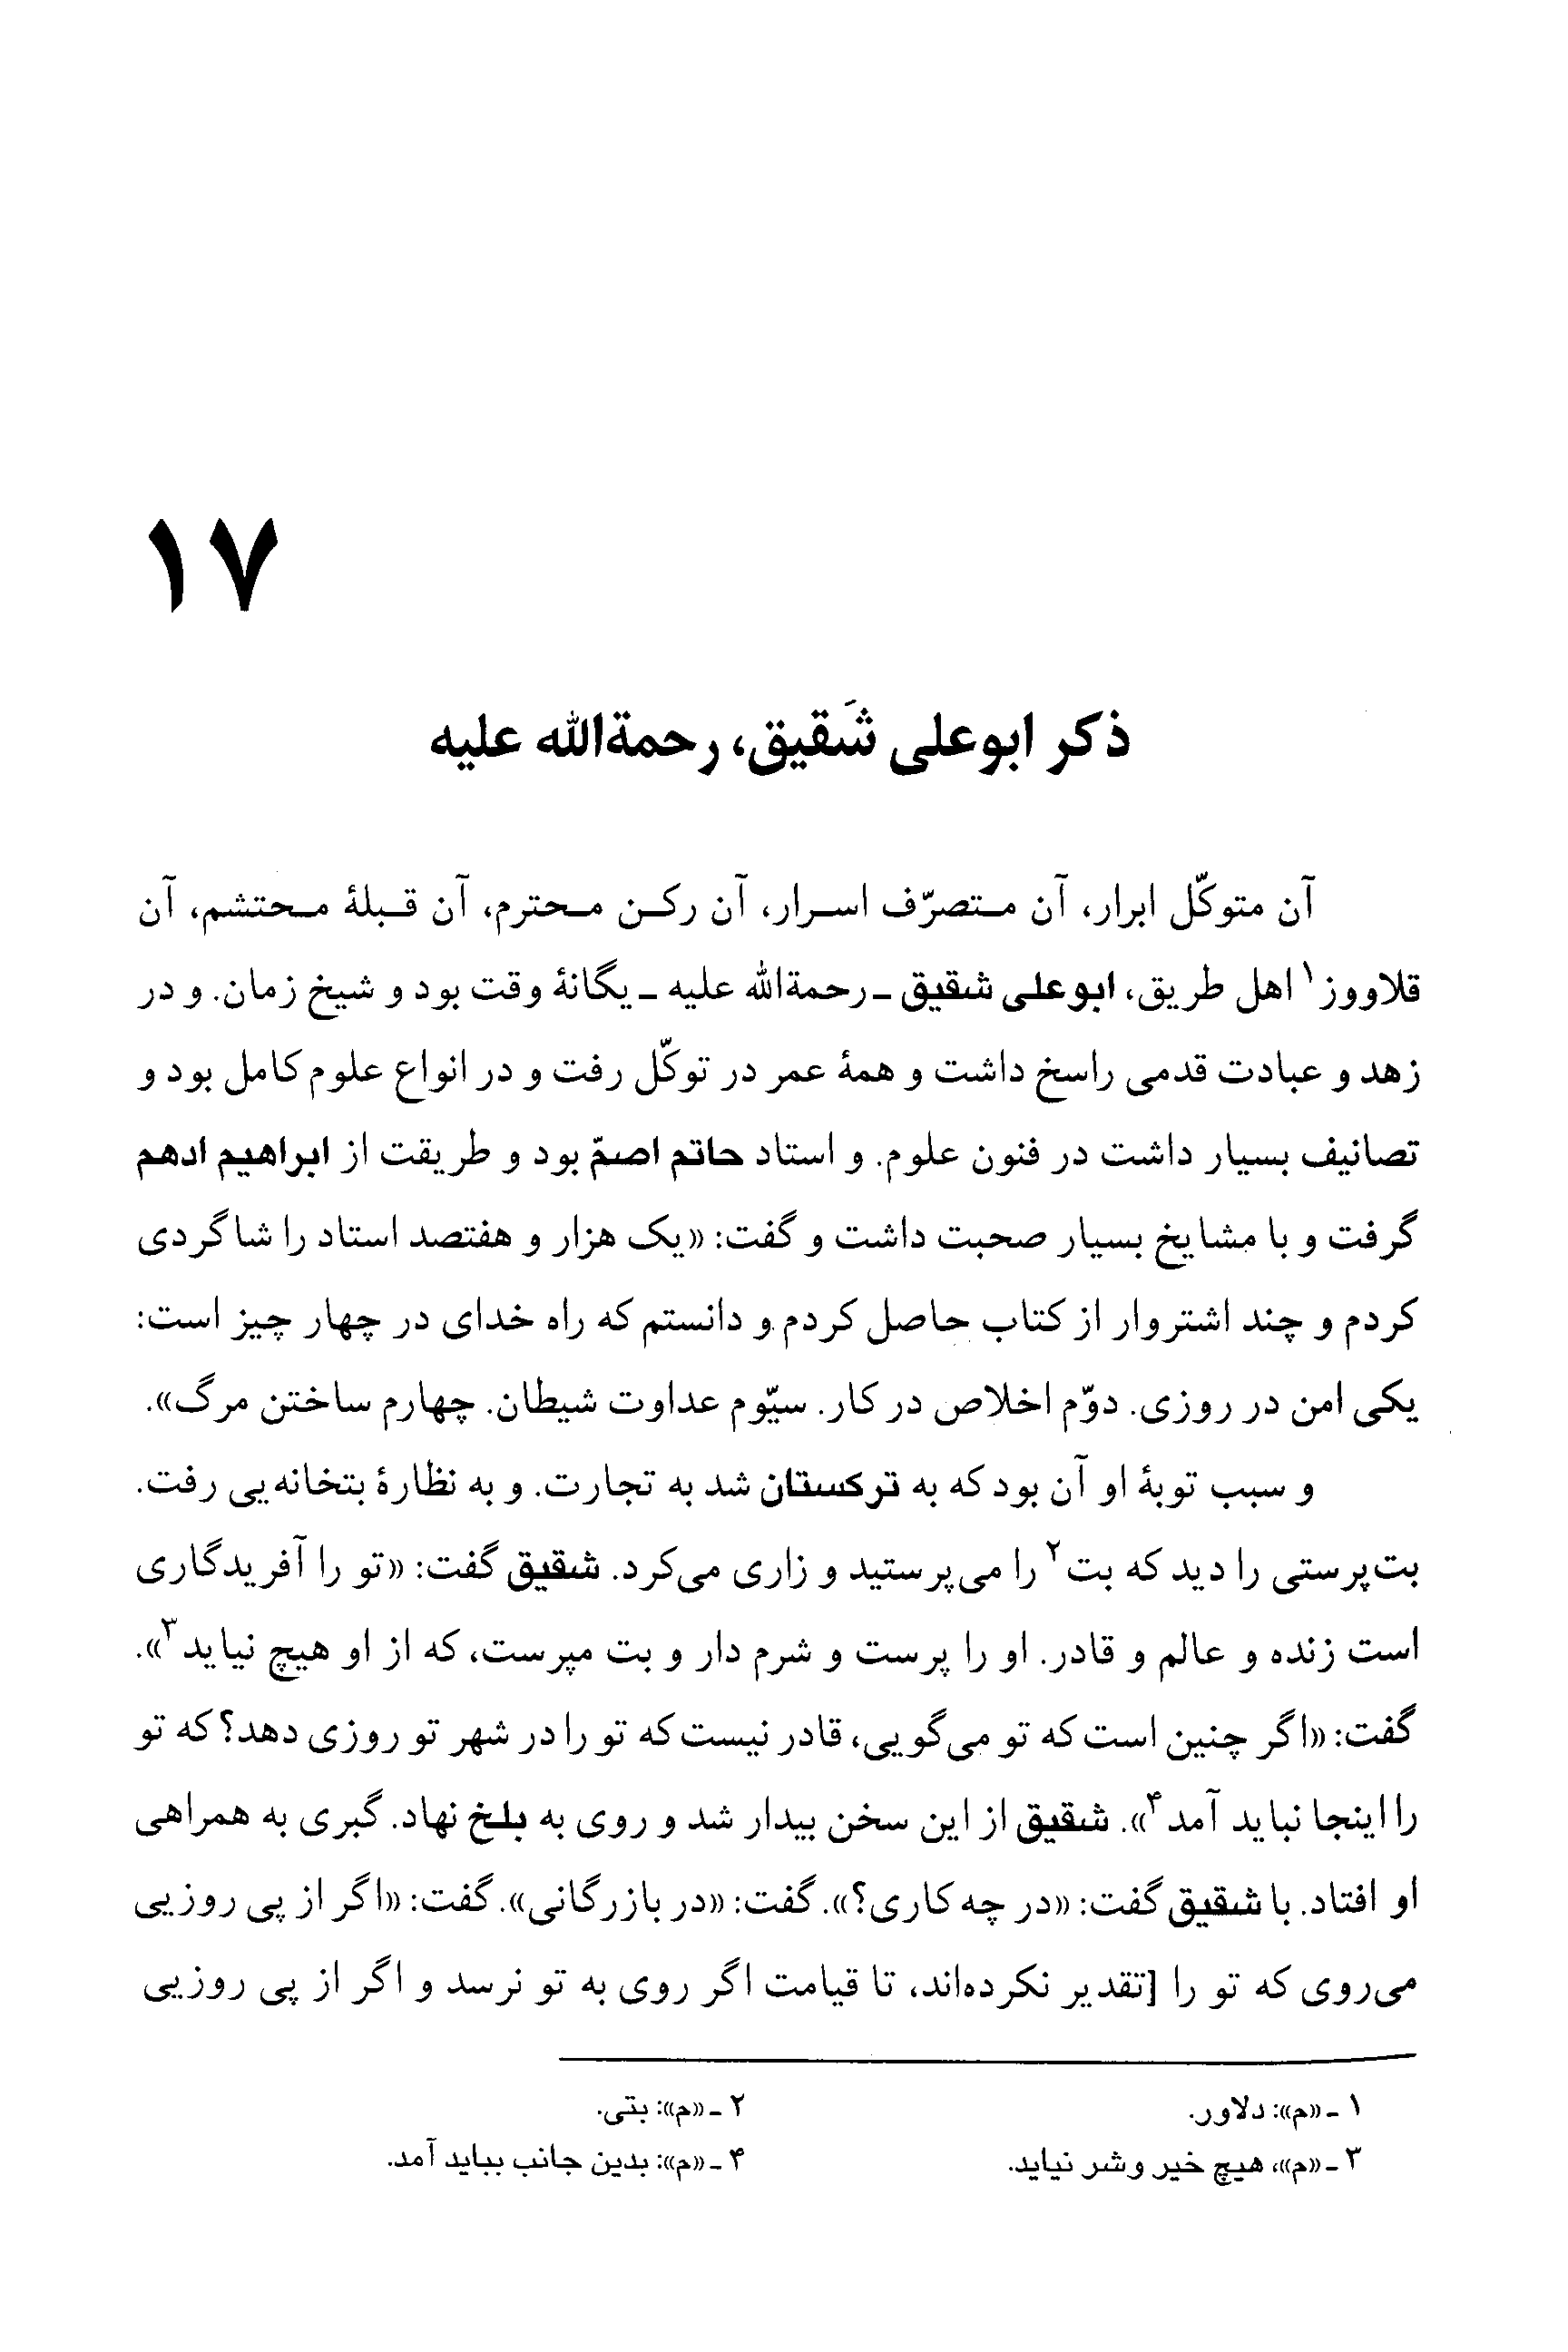 ۱۷
ذکر ابوعلی شَقیق، رحمةالله علیه
آن متوکّل ابرار، آن متصرّف اسرار، آن رکن محترم، آن قبلهٔ محتشم، آن
قلاووز۱ اهل طریق، ابوعلی شقیق ـ رحمةالله علیه ـ یگانهٔ وقت بود و شیخ زمان. و در
زهد و عبادت قدمی راسخ داشت و همهٔ عمر در توکّل رفت و در انواع علوم کامل بود و
تصانیف بسیار داشت در فنون علوم. و استاد حاتم اصمّ بود و طریقت از ابراهیم ادهم
گرفت و با مشایخ بسیار صحبت داشت و گفت: «یک هزار و هفتصد استاد را شاگردی
کردم و چند اشتروار از کتاب حاصل کردم و دانستم که راه خدای در چهار چیز است:
یکی امن در روزی. دوّم اخلاص در کار. سیّوم عداوت شیطان. چهارم ساختن مرگ».
و سبب توبهٔ او آن بود که به ترکستان شد به تجارت. و به نظارهٔ بتخانه‌یی رفت.
بت‌پرستی را دید که بت۲ را می‌پرستید و زاری می‌کرد. شقیق گفت: «تو را آفریدگاری
است زنده و عالم و قادر. او را پرست و شرم دار و بت مپرست، که از او هیچ نیاید۳».
گفت: «اگر چنین است که تو می‌گویی، قادر نیست که تو را در شهر تو روزی دهد؟ که تو
را اینجا نباید آمد۴». شقیق از این سخن بیدار شد و روی به بلخ نهاد. گبری به همراهی
او افتاد. با شقیق گفت: «در چه کاری؟». گفت: «در بازرگانی». گفت: «اگر از پی روزیی
می‌روی که تو را [تقدیر نکرده‌اند، تا قیامت اگر روی به تو نرسد و اگر از پی روزیی
۱ ـ «م»: دلاور.
۲ ـ «م»: بتی.
۳ ـ «م»، هیچ خیر و شر نیاید.
۴ ـ «م»: بدین جانب بباید آمد.